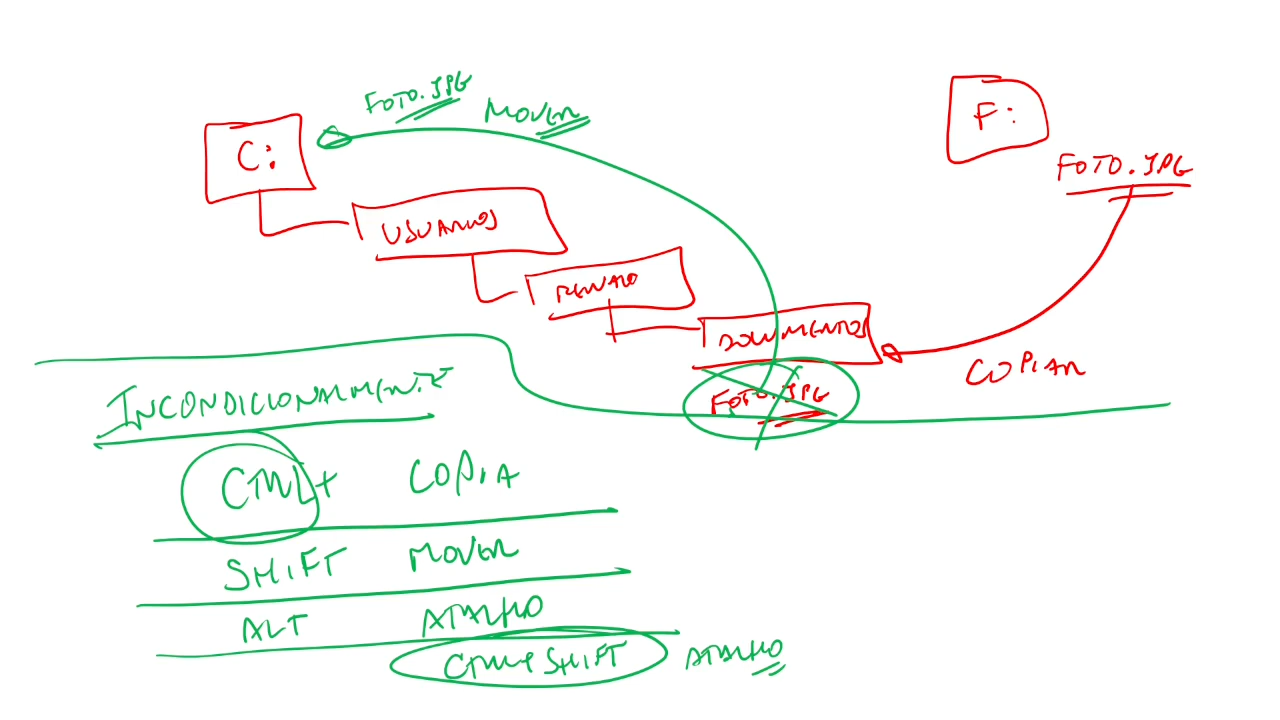 FOTO.JPG
MOVER
F:
C:
FOTO.JPG
USUARIOS
RENATO
DOCUMENTOS
COPIAR
FOTO.JPG
INCONDICIONALMENTE
CTRL+ COPIA
SHIFT MOVER
ALT ATALHO
CTRL+SHIFT ATALHO